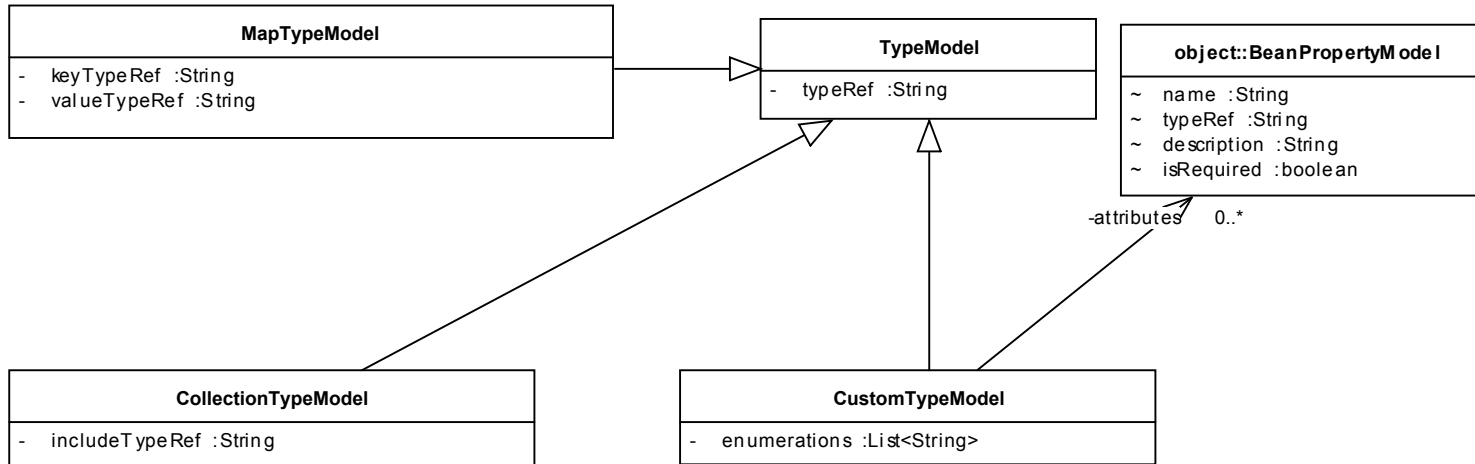 MapTypeModel
- keyTypeRef :String
- valueTypeRef :String
TypeModel
- typeRef :String
object::BeanPropertyModel
~ name :String
~ typeRef :String
~ description :String
~ isRequired :boolean
-attributes 0..*
CollectionTypeModel
- includeTypeRef :String
CustomTypeModel
- enumerations :List<String>